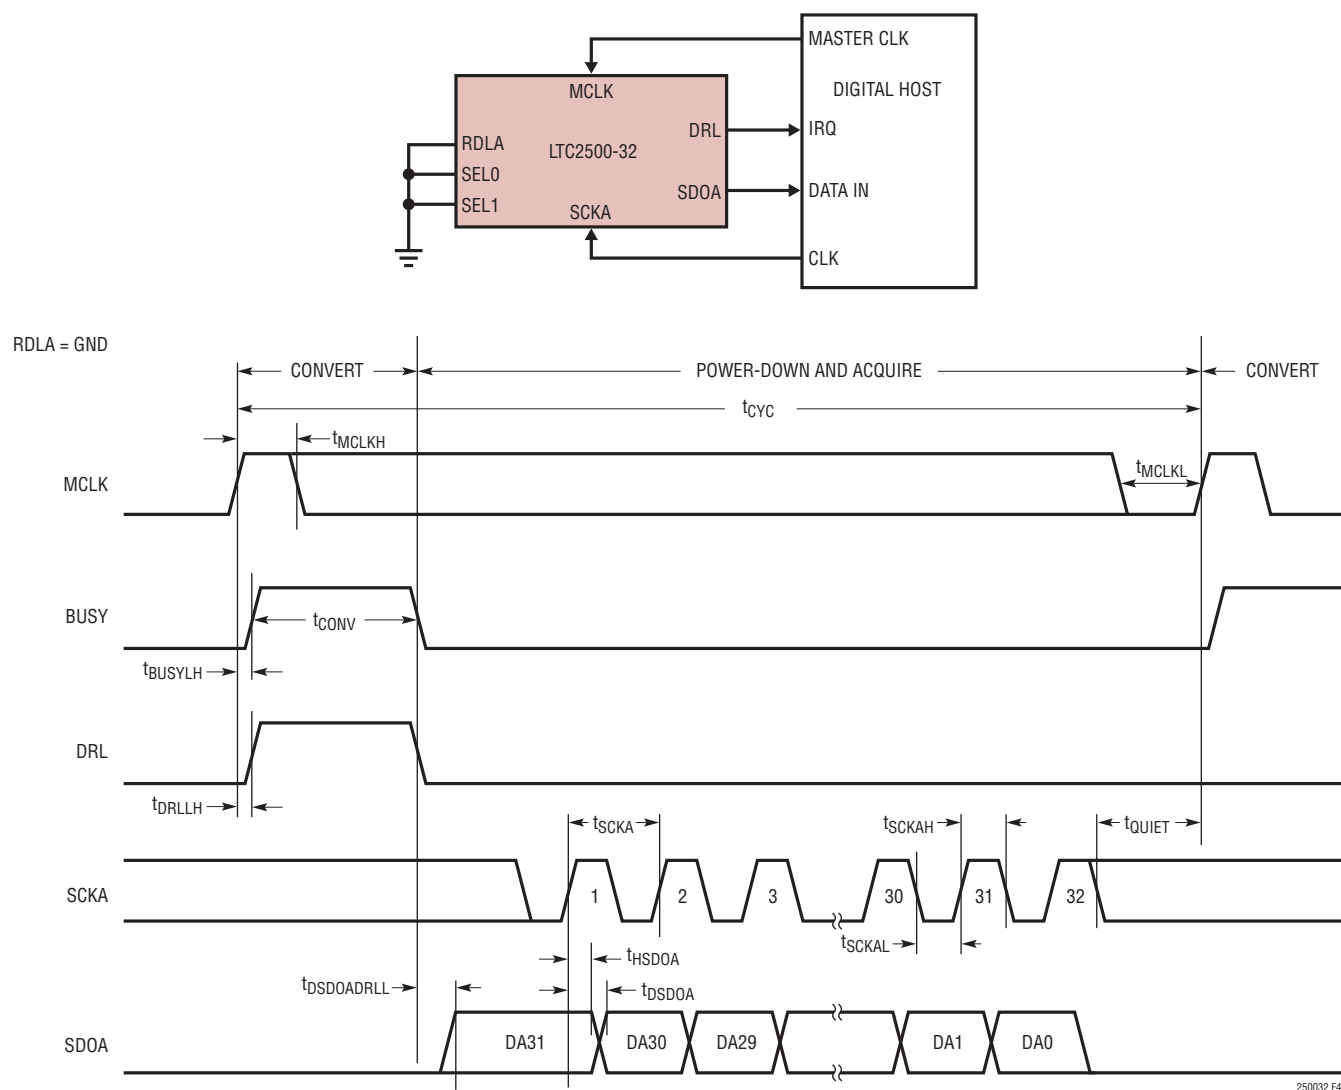 MASTER CLK
MCLK
DIGITAL HOST
DRL
IRQ
RDLA
LTC2500-32
SEL0
SDOA
DATA IN
SEL1
SCKA
CLK
RDLA = GND
CONVERT
POWER-DOWN AND ACQUIRE
CONVERT
tCYC
tMCLKH
MCLK
tMCLKL
BUSY
tCONV
tBUSYLH
DRL
tDRLLH
tSCKA
tSCKAH
tQUIET
SCKA
1 2 3 30 31 32
tSCKAL
tHSDOA
tDSDOADRLL
tDSDOA
SDOA
DA31 DA30 DA29 DA1 DA0